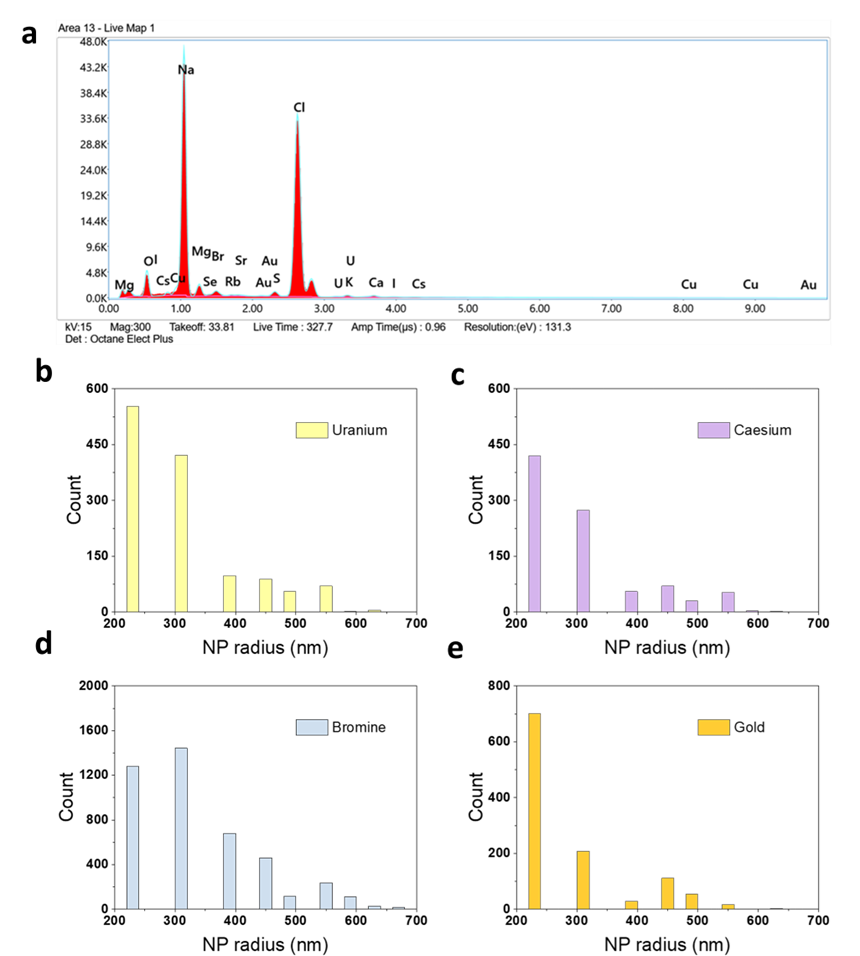 a
Area 13 - Live Map 1
48.0K
43.2K
38.4K
33.6K
28.8K
24.0K
19.2K
14.4K
9.6K
4.8K
0.0K
Na
Cl
Mg O I Cs Cu Mg Br Se Sr Rb Au Au S U U K Ca I Cs Cu Cu Au
0.00 1.00 2.00 3.00 4.00 5.00 6.00 7.00 8.00 9.00
kV:15 Mag:300 Takeoff: 33.81 Live Time : 327.7 Amp Time(µs) : 0.96 Resolution:(eV) : 131.3
Det : Octane Elect Plus
b
600
450
300
150
0
Count
Uranium
200 300 400 500 600 700
NP radius (nm)
c
600
450
300
150
0
Count
Caesium
200 300 400 500 600 700
NP radius (nm)
d
2000
1600
1200
800
400
0
Count
Bromine
200 300 400 500 600 700
NP radius (nm)
e
800
600
400
200
0
Count
Gold
200 300 400 500 600 700
NP radius (nm)